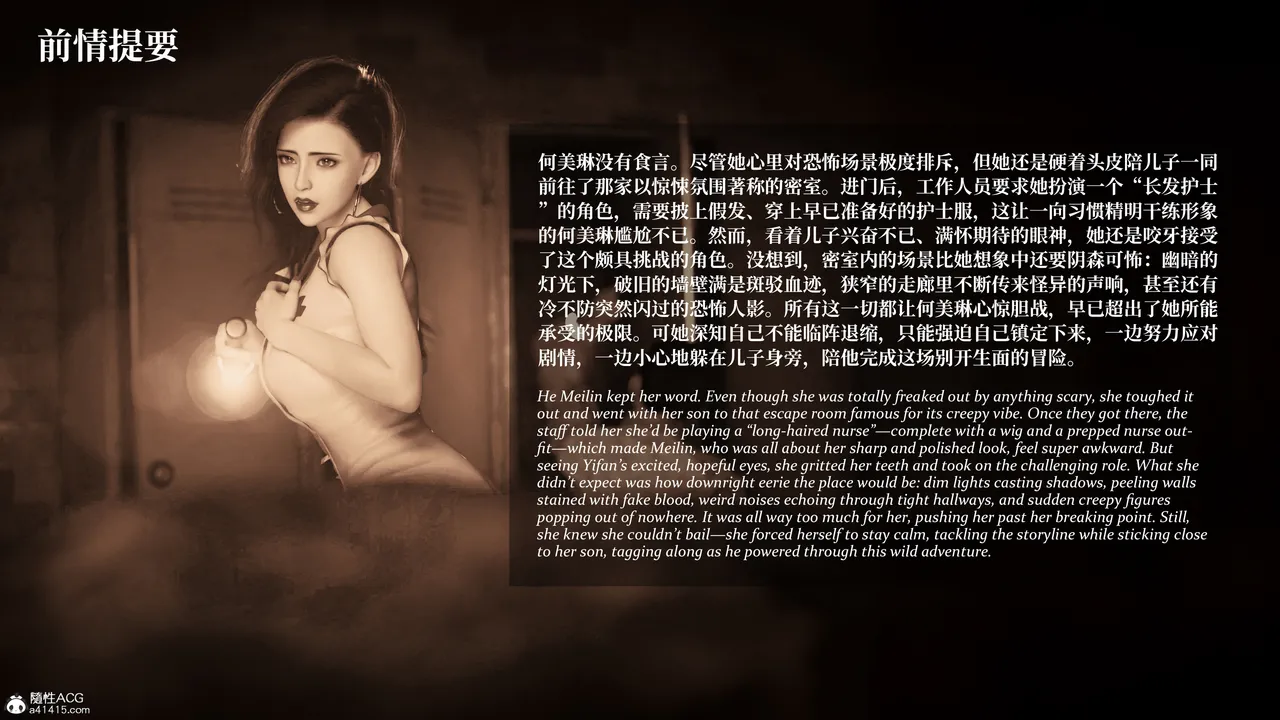 前情提要
何美琳没有食言。尽管她心里对恐怖场景极度排斥，但她还是硬着头皮陪儿子一同
前往了那家以惊悚氛围著称的密室。进门后，工作人员要求她扮演一个“长发护士
”的角色，需要披上假发、穿上早已准备好的护士服，这让一向习惯精明干练形象
的何美琳尴尬不已。然而，看着儿子兴奋不已、满怀期待的眼神，她还是咬牙接受
了这个颇具挑战的角色。没想到，密室内的场景比她想象中还要阴森可怖：幽暗的
灯光下，破旧的墙壁满是斑驳血迹，狭窄的走廊里不断传来怪异的声响，甚至还有
冷不防突然闪过的恐怖人影。所有这一切都让何美琳心惊胆战，早已超出了她所能
承受的极限。可她深知自己不能临阵退缩，只能强迫自己镇定下来，一边努力应对
剧情，一边小心地躲在儿子身旁，陪他完成这场别开生面的冒险。
He Meilin kept her word. Even though she was totally freaked out by anything scary, she toughed it
out and went with her son to that escape room famous for its creepy vibe. Once they got there, the
staff told her she’d be playing a “long-haired nurse”—complete with a wig and a prepped nurse out-
fit—which made Meilin, who was all about her sharp and polished look, feel super awkward. But
seeing Yifan’s excited, hopeful eyes, she gritted her teeth and took on the challenging role. What she
didn’t expect was how downright eerie the place would be: dim lights casting shadows, peeling walls
stained with fake blood, weird noises echoing through tight hallways, and sudden creepy figures
popping out of nowhere. It was all way too much for her, pushing her past her breaking point. Still,
she knew she couldn’t bail—she forced herself to stay calm, tackling the storyline while sticking close
to her son, tagging along as he powered through this wild adventure.
隨性ACG
a41415.com